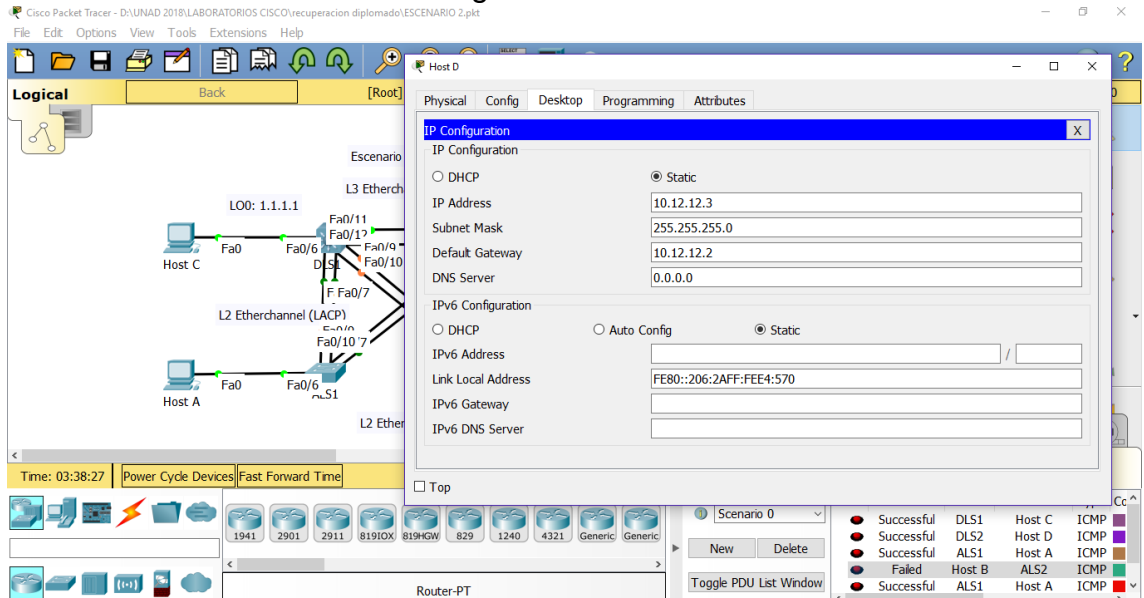 Cisco Packet Tracer - D:\UNAD 2018\LABORATORIOS CISCO\recuperacion diplomado\ESCENARIO 2.pkt
File Edit Options View Tools Extensions Help
Host D
Logical
Back
[Root]
Physical Config Desktop Programming Attributes
IP Configuration
X
IP Configuration
DHCP
Static
IP Address
10.12.12.3
Subnet Mask
255.255.255.0
Default Gateway
10.12.12.2
DNS Server
0.0.0.0
IPv6 Configuration
DHCP
Auto Config
Static
IPv6 Address
/
Link Local Address
FE80::206:2AFF:FEE4:570
IPv6 Gateway
IPv6 DNS Server
Top
Escenario
L3 Etherch
LO0: 1.1.1.1
Fa0/11
Fa0/12
Fa0
Fa0/6
Fa0/9
Fa0/10
Host C
DLS1
F Fa0/7
L2 Etherchannel (LACP)
Fa0/10 7
Fa0
Fa0/6
Host A
L2 Ether
Time: 03:38:27
Power Cycle Devices
Fast Forward Time
1941
2901
2911
819IOX
819HGW
829
1240
4321
Generic
Generic
Router-PT
Scenario 0
New
Delete
Toggle PDU List Window
Successful DLS1 Host C ICMP
Successful DLS2 Host D ICMP
Successful ALS1 Host A ICMP
Failed Host B ALS2 ICMP
Successful ALS1 Host A ICMP